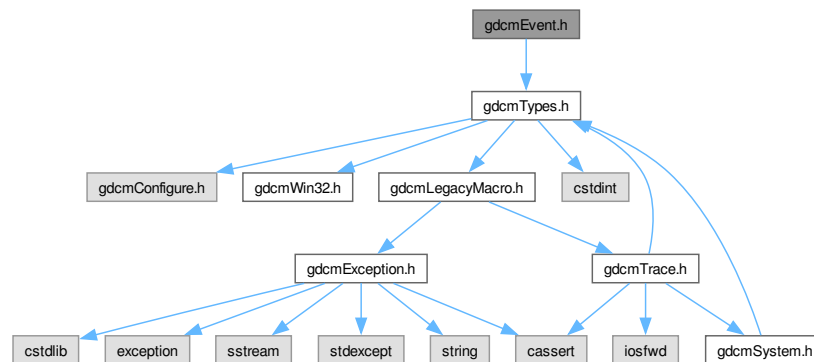 gdcmEvent.h
gdcmTypes.h
gdcmConfigure.h
gdcmWin32.h
gdcmLegacyMacro.h
cstdint
gdcmException.h
gdcmTrace.h
cstdlib
exception
sstream
stdexcept
string
cassert
iosfwd
gdcmSystem.h